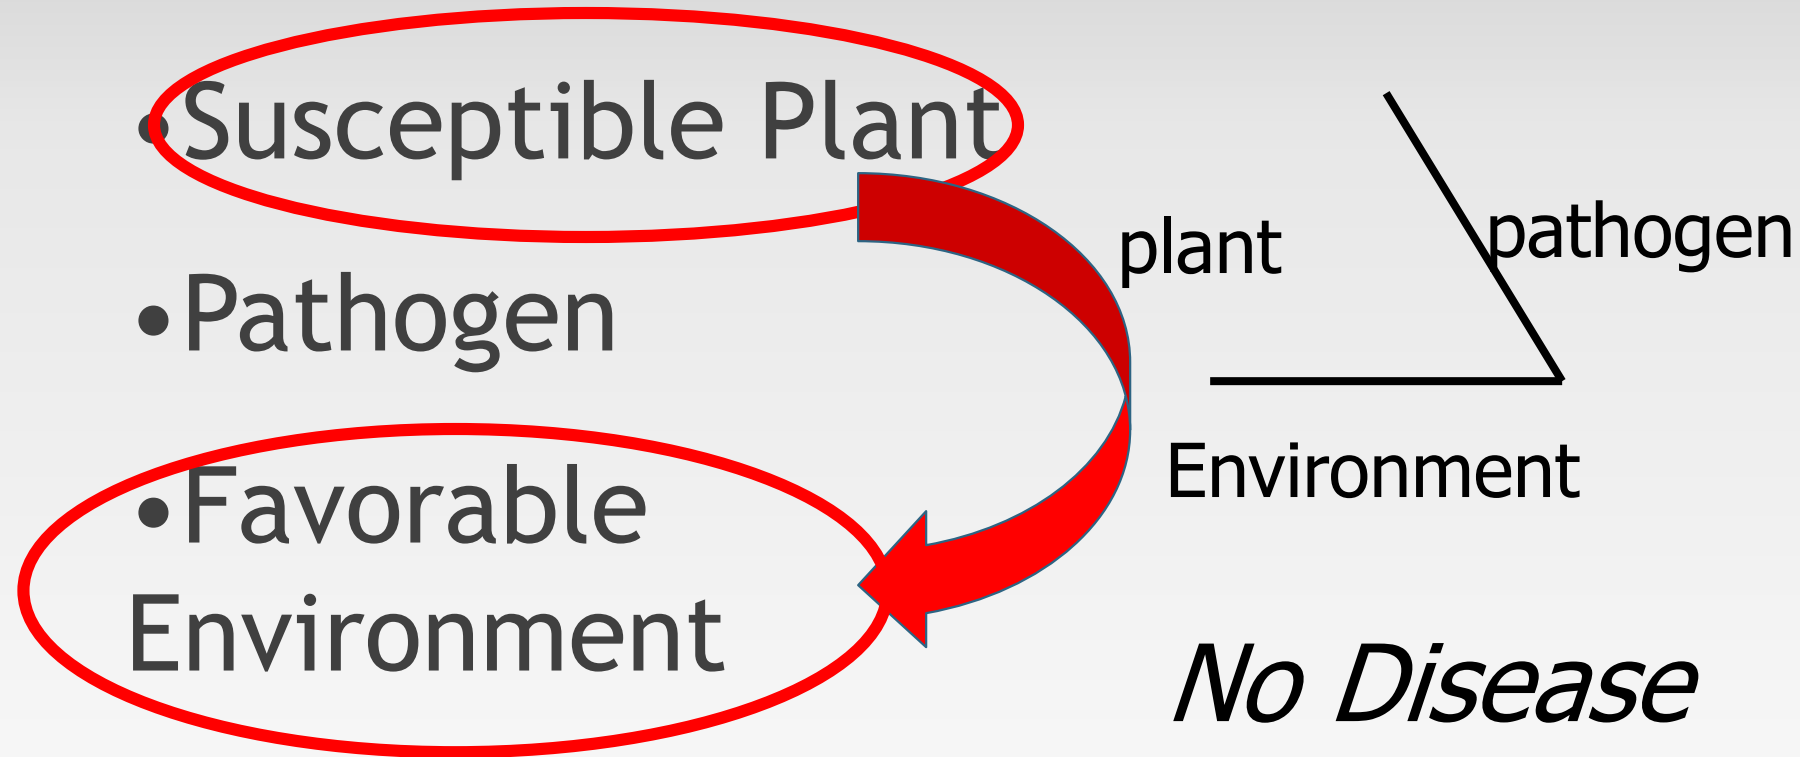 •Susceptible Plant
•Pathogen
•Favorable
Environment
plant
pathogen
Environment
No Disease